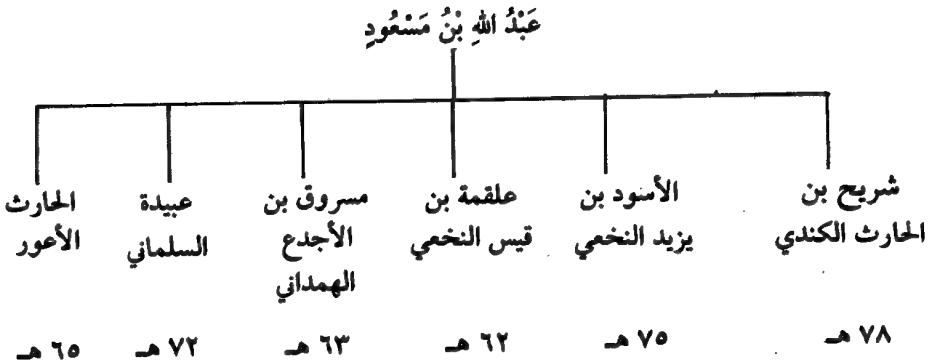 عَبْدُ اللهِ بْنُ مَسْعُودٍ
شريح بن
الحارث الكندي
٧٨ هـ
الأسود بن
يزيد النخعي
٧٥ هـ
علقمة بن
قيس النخعي
٦٢ هـ
مسروق بن
الأجدع
الهمداني
٦٣ هـ
عبيدة
السلماني
٧٢ هـ
الحارث
الأعور
٦٥ هـ